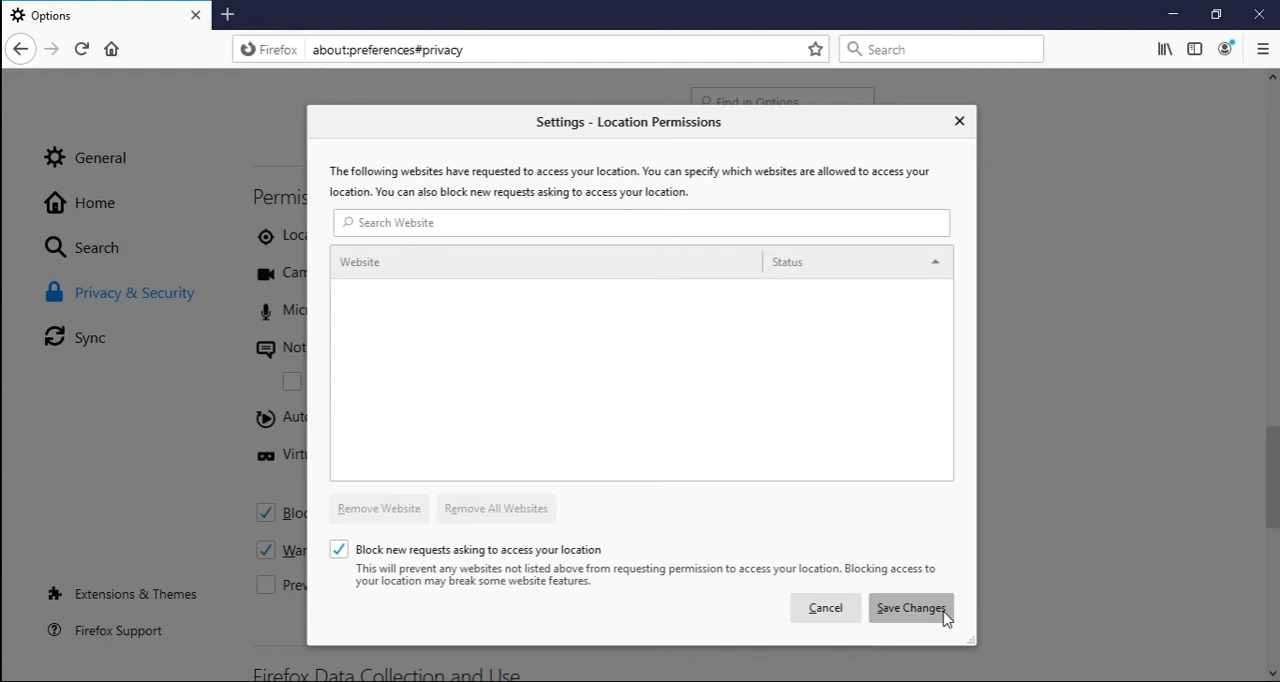 Options
Firefox about:preferences#privacy
Search
Find in Options
Settings - Location Permissions
General
The following websites have requested to access your location. You can specify which websites are allowed to access your
location. You can also block new requests asking to access your location.
Home
Permis
Search Website
Loca
Search
Website Status
Cam
Privacy & Security
Micr
Sync
Not
Auto
Virtu
Remove Website Remove All Websites
Bloc
Block new requests asking to access your location
War
This will prevent any websites not listed above from requesting permission to access your location. Blocking access to
your location may break some website features.
Prev
Extensions & Themes
Cancel Save Changes
Firefox Support
Firefox Data Collection and Use